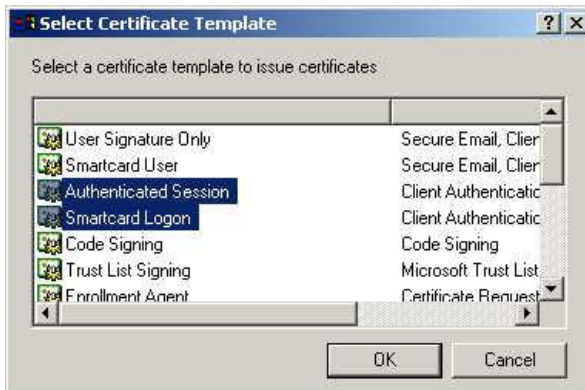 Select Certificate Template
Select a certificate template to issue certificates
User Signature Only Secure Email, Clien
Smartcard User Secure Email, Clien
Authenticated Session Client Authenticatic
Smartcard Logon Client Authenticatic
Code Signing Code Signing
Trust List Signing Microsoft Trust List
Enrollment Agent Certificate Request
OK Cancel